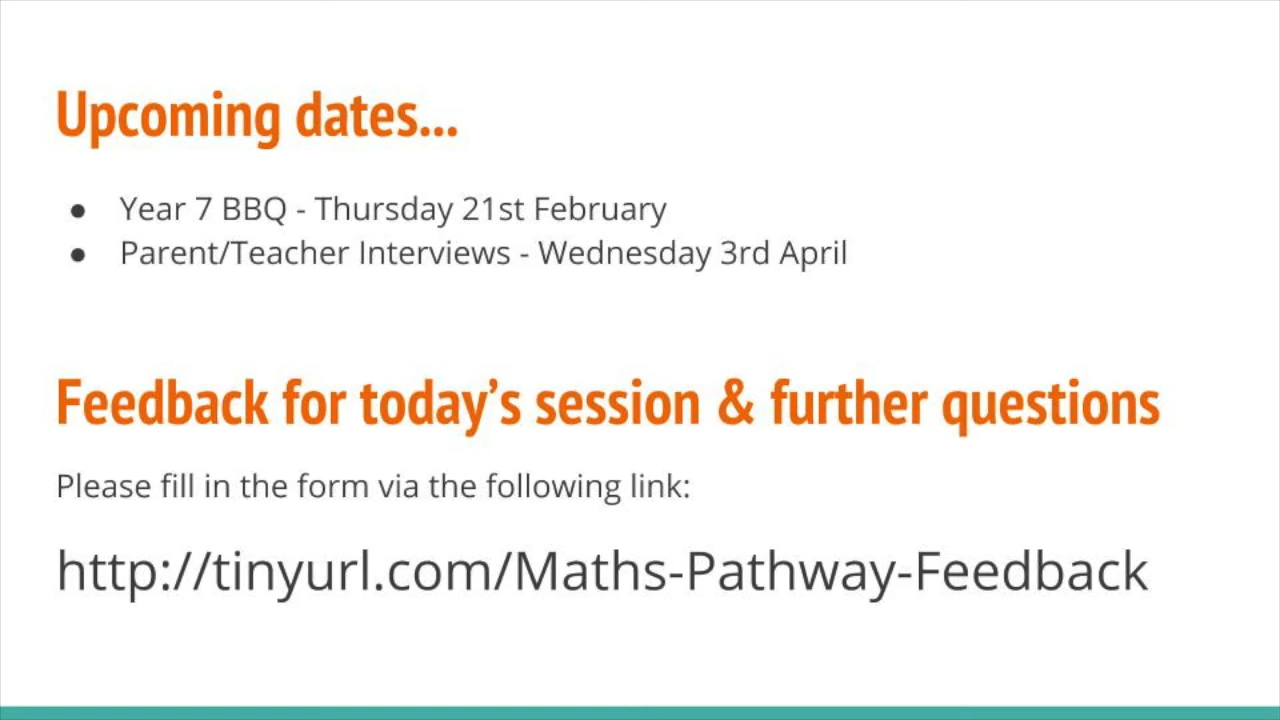 Upcoming dates...
● Year 7 BBQ - Thursday 21st February
● Parent/Teacher Interviews - Wednesday 3rd April
Feedback for today’s session & further questions
Please fill in the form via the following link:
http://tinyurl.com/Maths-Pathway-Feedback